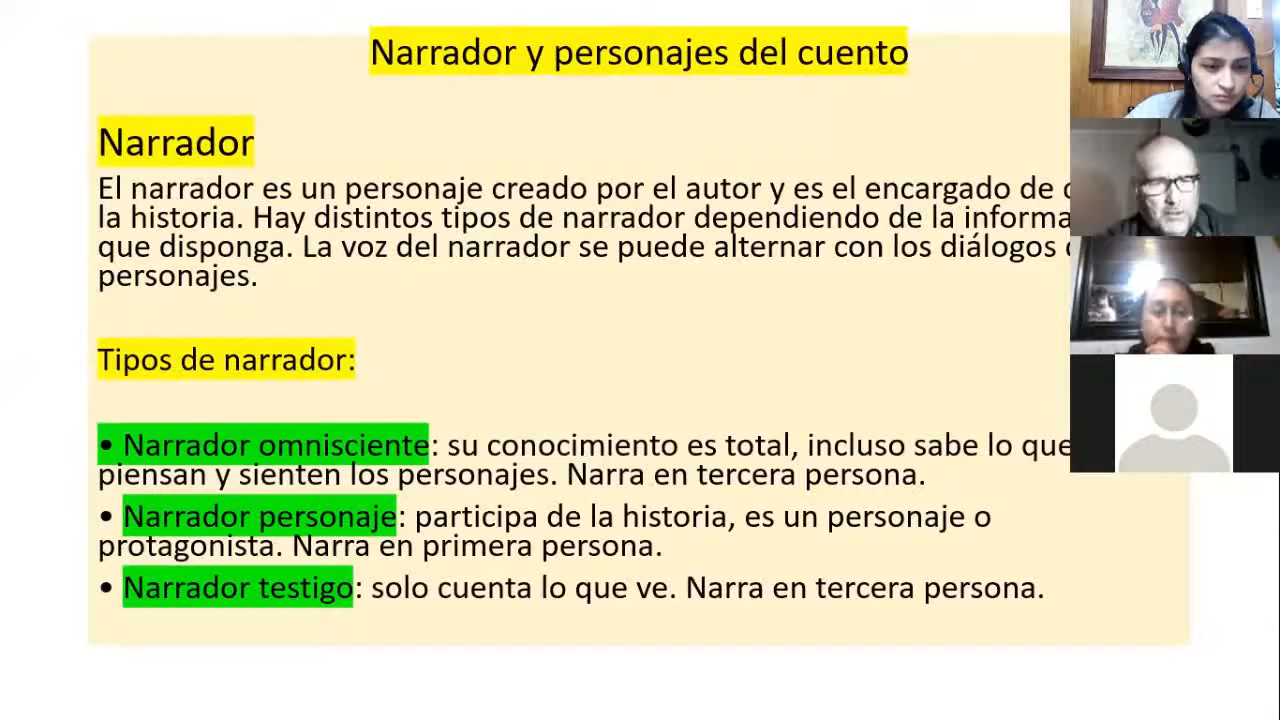 Narrador y personajes del cuento
Narrador
El narrador es un personaje creado por el autor y es el encargado de
la historia. Hay distintos tipos de narrador dependiendo de la
que disponga. La voz del narrador se puede alternar con los diálogos
personajes.
Tipos de narrador:
• Narrador omnisciente: su conocimiento es total, incluso sabe lo que
piensan y sienten los personajes. Narra en tercera persona.
• Narrador personaje: participa de la historia, es un personaje o
protagonista. Narra en primera persona.
• Narrador testigo: solo cuenta lo que ve. Narra en tercera persona.